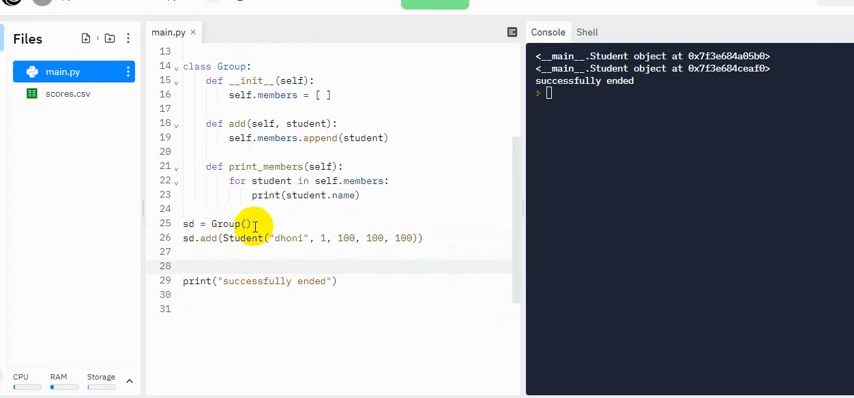 Files
main.py
scores.csv
CPU RAM Storage
main.py ×
13
14 class Group:
15 def __init__(self):
16 self.members = [ ]
17
18 def add(self, student):
19 self.members.append(student)
20
21 def print_members(self):
22 for student in self.members:
23 print(student.name)
24
25 sd = Group()
26 sd.add(Student("dhoni", 1, 100, 100, 100))
27
28
29 print("successfully ended")
30
31
Console Shell
<__main__.Student object at 0x7f3e684a05b0>
<__main__.Student object at 0x7f3e684ceaf0>
successfully ended
>